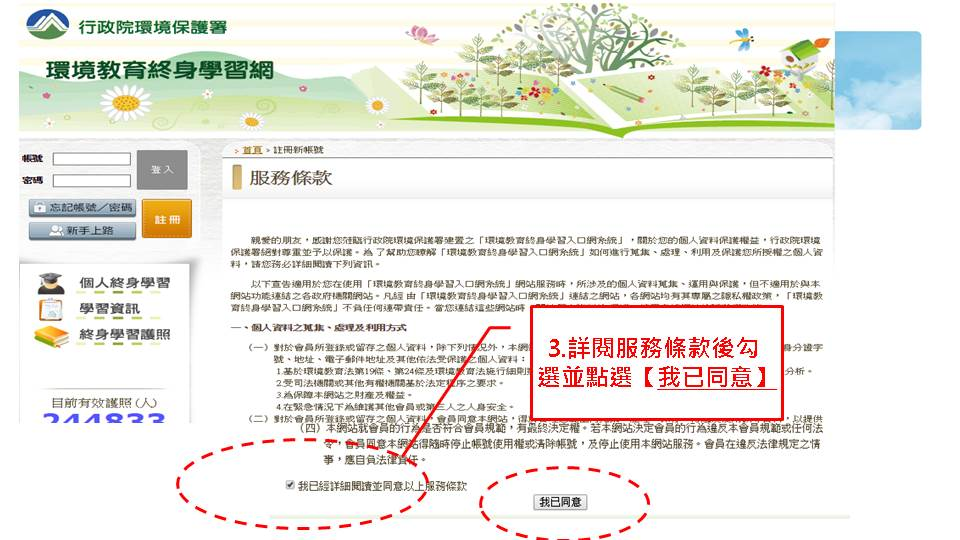 行政院環境保護署
環境教育終身學習網
帳號
密碼
登入
忘記帳號／密碼
新手上路
註冊
個人終身學習
學習資訊
終身學習護照
目前有效護照（人）
244833
> 首頁 > 註冊新帳號
服務條款
親愛的朋友，感謝您蒞臨行政院環境保護署建置之「環境教育終身學習入口網系統」，關於您的個人資料保護權益，行政院環境
保護署絕對尊重並予以保護。為了幫助您瞭解「環境教育終身學習入口網系統」如何進行蒐集、處理、利用及保護您所授權之個人資
料，請您務必詳細閱讀下列資訊。
以下宣告適用於您在使用「環境教育終身學習入口網系統」網站服務時，所涉及的個人資料蒐集、運用與保護，但不適用於與本
網站功能連結之各政府機關網站。凡經由「環境教育終身學習入口網系統」連結之網站，各網站均有其專屬之隱私權政策，「環境教
育終身學習入口網系統」不負任何連帶責任。當您連結這些網站時
一、個人資料之蒐集、處理及利用方式
（一）對於會員所登錄或留存之個人資料，除下列情況外，本網 身分證字
號、地址、電子郵件地址及其他依法受保護之個人資料：
1.基於環境教育法第19條、第24條及環境教育法施行細則 分析。
2.受司法機關或其他有權機關基於法定程序之要求。
3.為保障本網站之財產及權益。
4.在緊急情況下為維護其他會員或第三人之人身安全。
（二）對於會員所登錄或留存之個人資料，會員同意本網站，得 ，以提供
（四）本網站就會員的行為是否符合會員規範，有最終決定權。若本網站決定會員的行為違反本會員規範或任何法
令，會員同意本網站得隨時停止帳號使用權或清除帳號，及停止使用本網站服務。會員在違反法律規定之情
事，應自負法律責任。
我已經詳細閱讀並同意以上服務條款
我已同意
3.詳閱服務條款後勾
選並點選【我已同意】